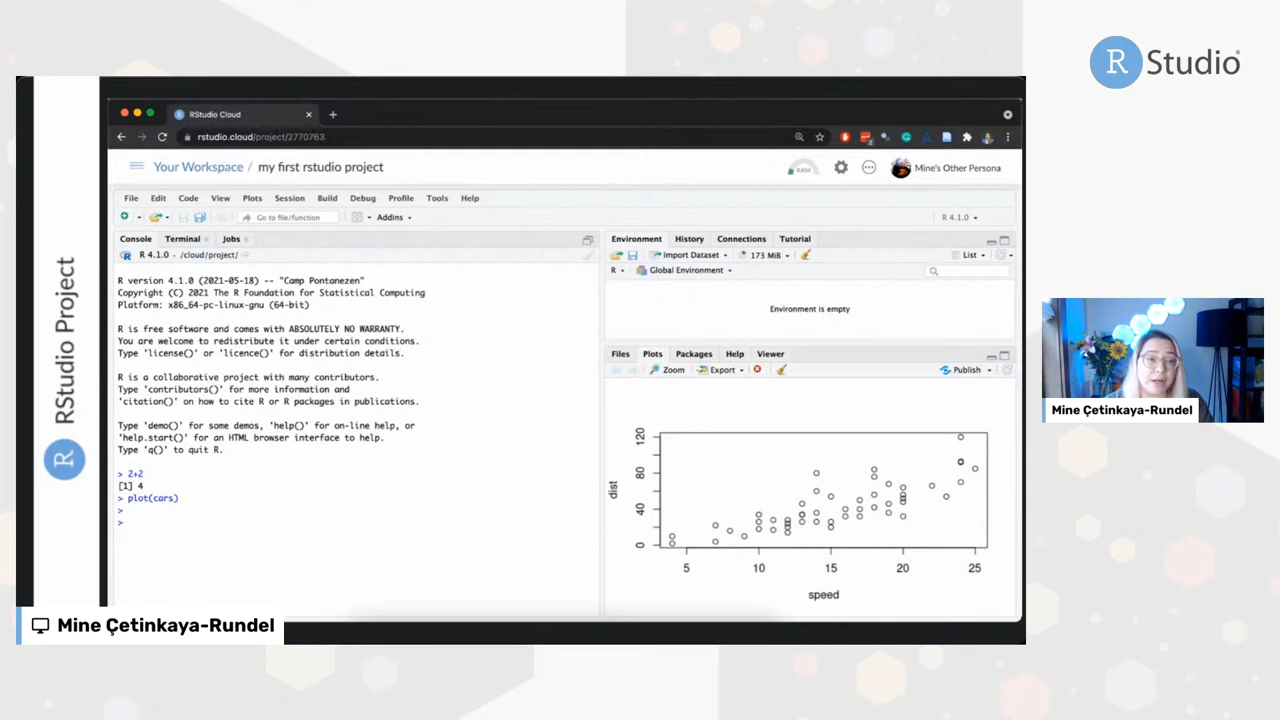 R Studio
RStudio Project
R
RStudio Cloud
rstudio.cloud/project/2770763
Your Workspace / my first rstudio project
RAM
Mine's Other Persona
File Edit Code View Plots Session Build Debug Profile Tools Help
Go to file/function
Addins
R 4.1.0
Console Terminal Jobs
R 4.1.0 · /cloud/project/
R version 4.1.0 (2021-05-18) -- "Camp Pontanezen"
Copyright (C) 2021 The R Foundation for Statistical Computing
Platform: x86_64-pc-linux-gnu (64-bit)
R is free software and comes with ABSOLUTELY NO WARRANTY.
You are welcome to redistribute it under certain conditions.
Type 'license()' or 'licence()' for distribution details.
R is a collaborative project with many contributors.
Type 'contributors()' for more information and
'citation()' on how to cite R or R packages in publications.
Type 'demo()' for some demos, 'help()' for on-line help, or
'help.start()' for an HTML browser interface to help.
Type 'q()' to quit R.
> 2+2
[1] 4
> plot(cars)
>
>
Environment History Connections Tutorial
Import Dataset 173 MiB List
R Global Environment
Environment is empty
Files Plots Packages Help Viewer
Zoom Export Publish
120
80
40
0
dist
5 10 15 20 25
speed
Mine Çetinkaya-Rundel
Mine Çetinkaya-Rundel